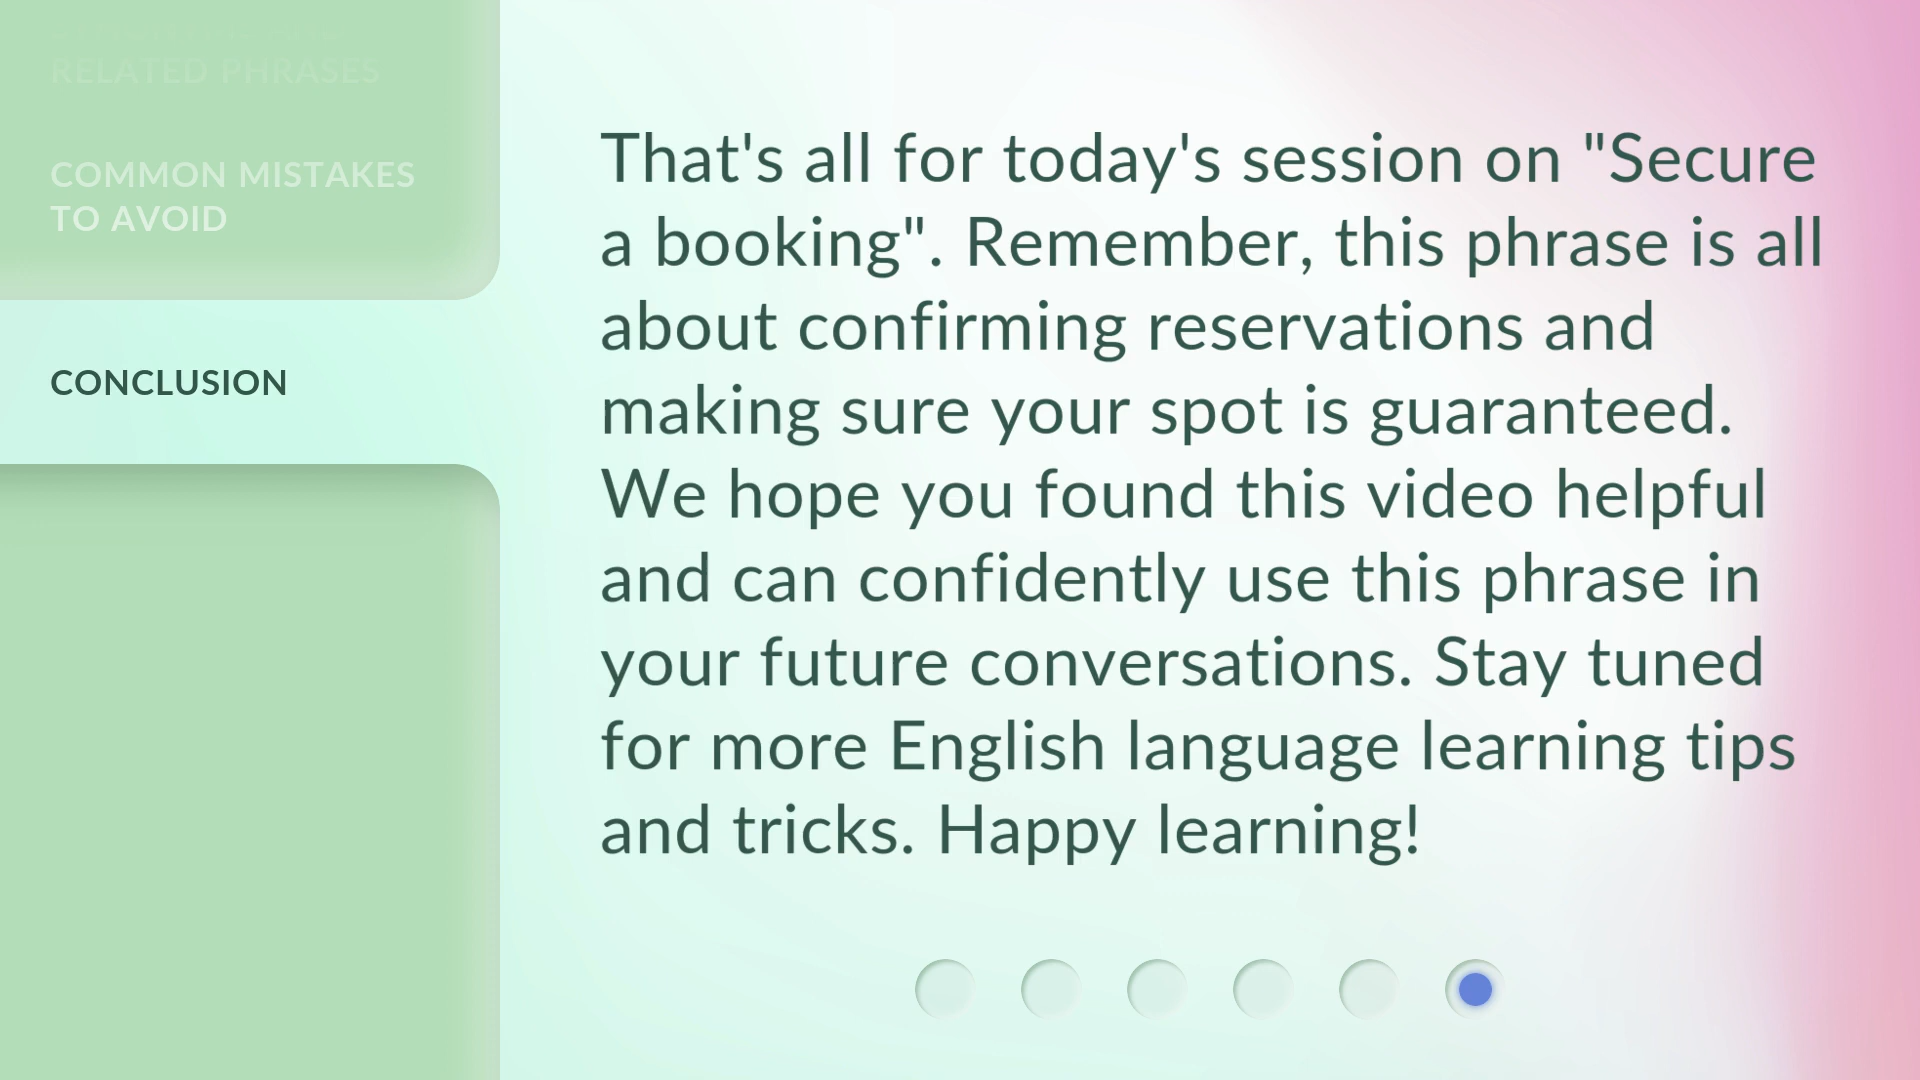 RELATED PHRASES
COMMON MISTAKES
TO AVOID
CONCLUSION
That's all for today's session on "Secure
a booking". Remember, this phrase is all
about confirming reservations and
making sure your spot is guaranteed.
We hope you found this video helpful
and can confidently use this phrase in
your future conversations. Stay tuned
for more English language learning tips
and tricks. Happy learning!